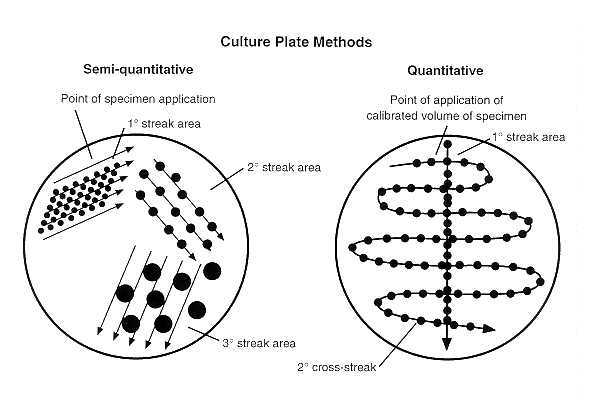 Culture Plate Methods
Semi-quantitative
Point of specimen application
1° streak area
2° streak area
3° streak area
Quantitative
Point of application of
calibrated volume of specimen
1° streak area
2° cross-streak